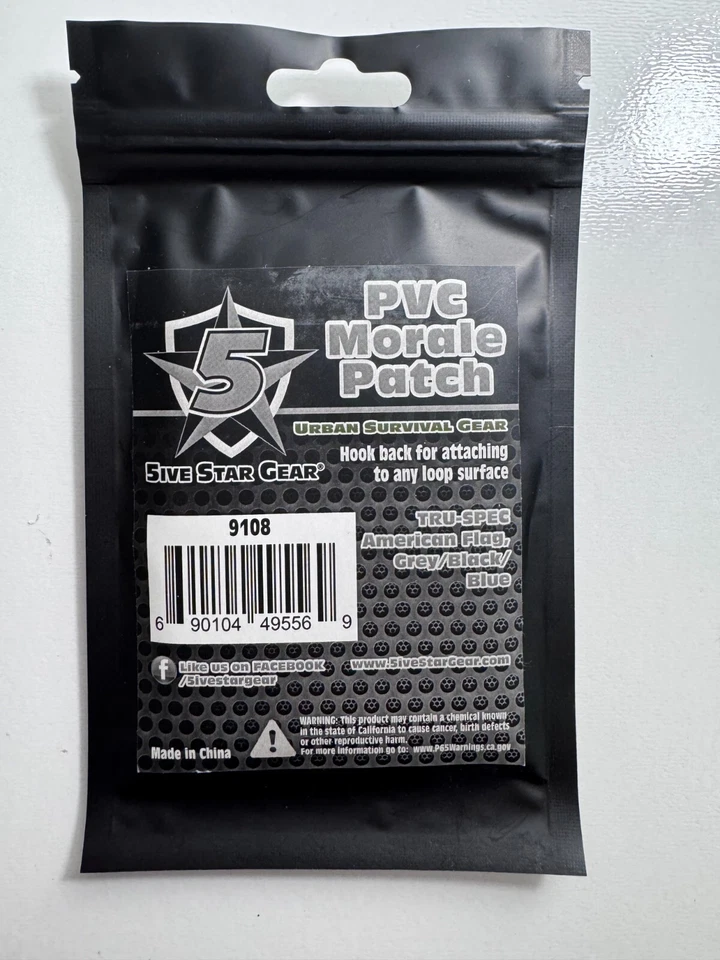 PVC
Morale
Patch
5
5IVE STAR GEAR®
URBAN SURVIVAL GEAR
Hook back for attaching
to any loop surface
9108
6 90104 49556 9
TRU-SPEC
American Flag,
Grey/Black/
Blue
f
Like us on FACEBOOK
/5ivestargear
www.5iveStarGear.com
Made in China
WARNING: This product may contain a chemical known
in the state of California to cause cancer, birth defects
or other reproductive harm.
For more information go to: www.P65Warnings.ca.gov